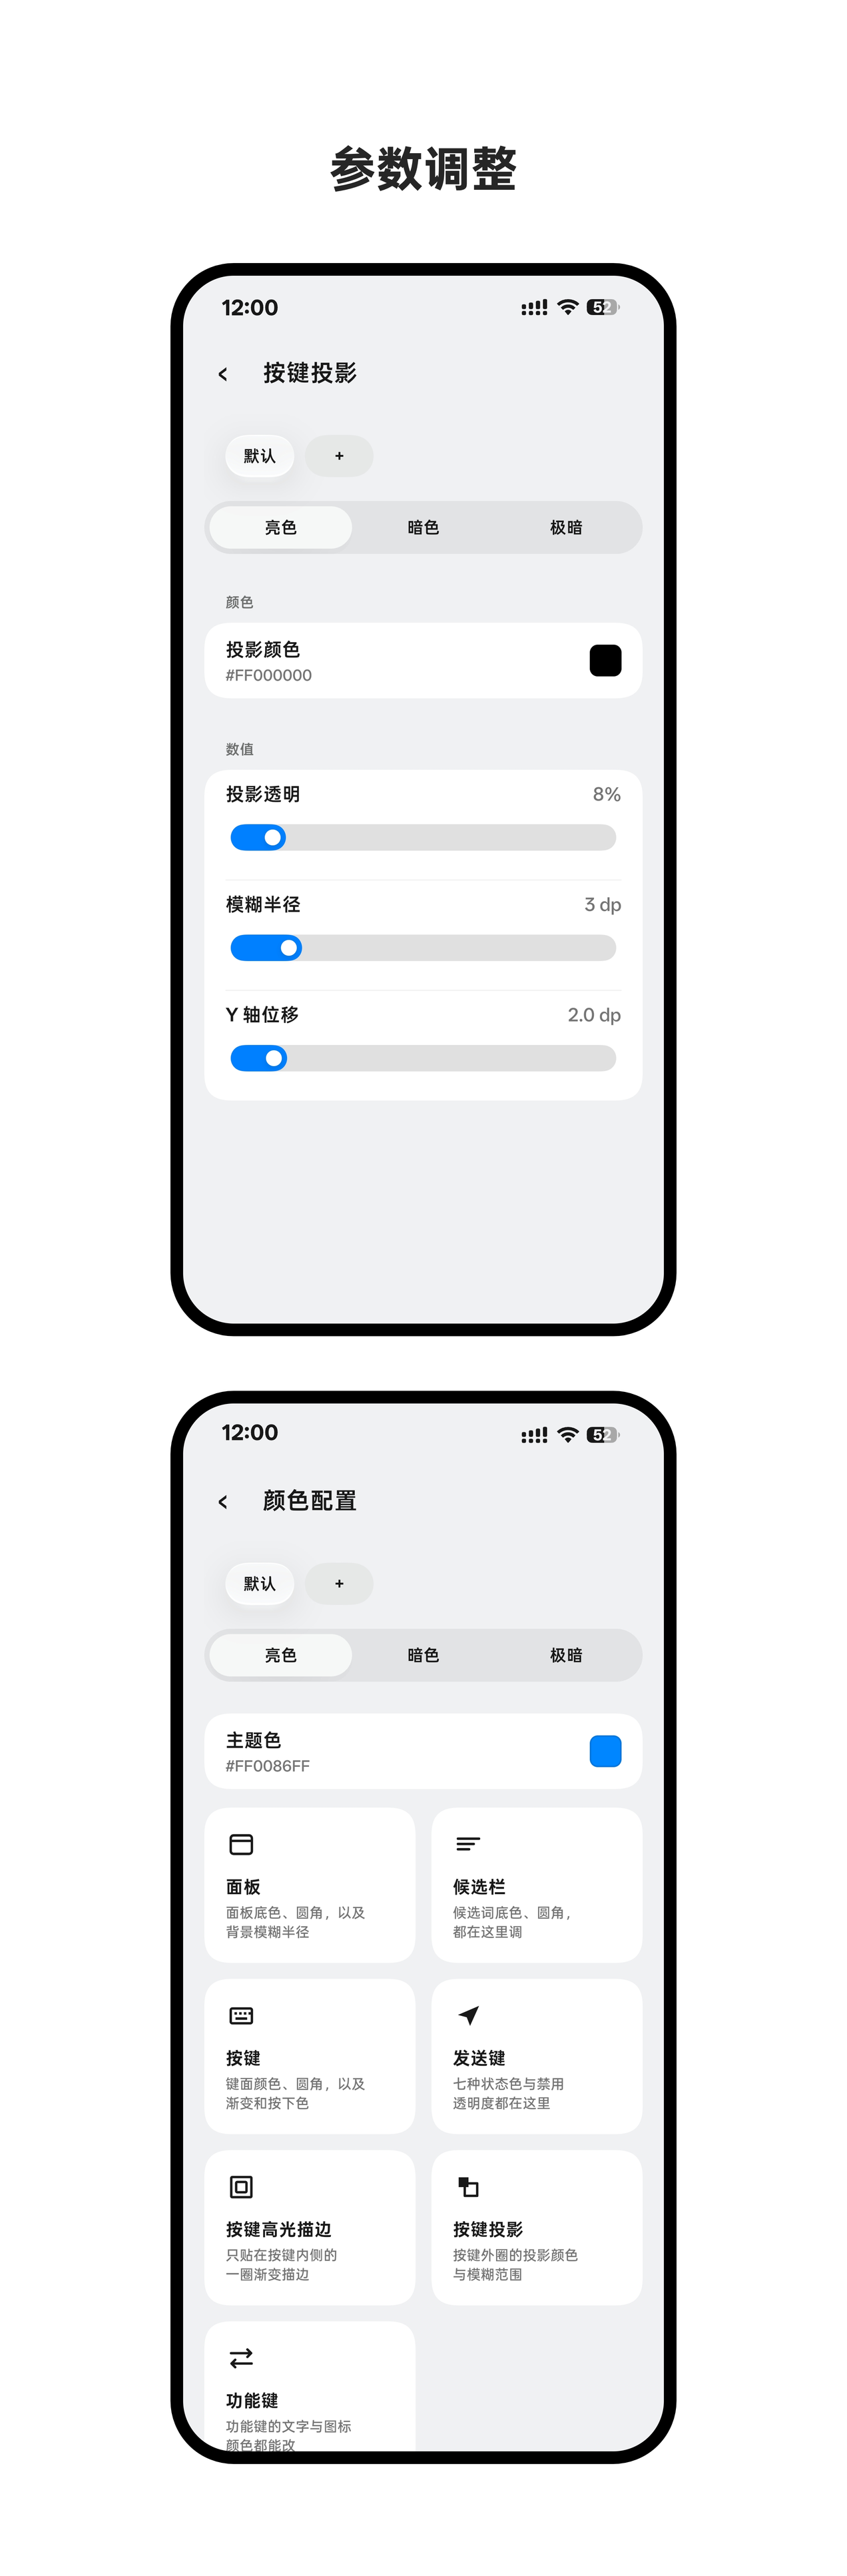 参数调整
12:00
52
按键投影
默认
+
亮色
暗色
极暗
颜色
投影颜色
#FF000000
数值
投影透明
8%
模糊半径
3 dp
Y 轴位移
2.0 dp
12:00
52
颜色配置
默认
+
亮色
暗色
极暗
主题色
#FF0086FF
面板
面板底色、圆角，以及
背景模糊半径
候选栏
候选词底色、圆角，
都在这里调
按键
键面颜色、圆角，以及
渐变和按下色
发送键
七种状态色与禁用
透明度都在这里
按键高光描边
只贴在按键内侧的
一圈渐变描边
按键投影
按键外圈的投影颜色
与模糊范围
功能键
功能键的文字与图标
颜色都能改